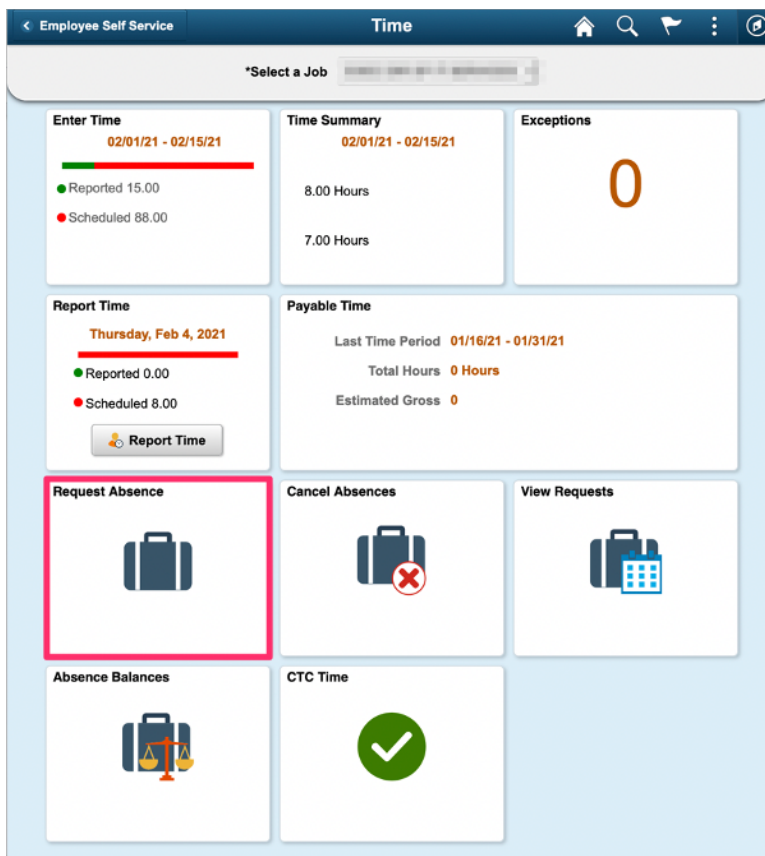 Employee Self Service
Time
*Select a Job
Enter Time
02/01/21 - 02/15/21
Reported 15.00
Scheduled 88.00
Time Summary
02/01/21 - 02/15/21
8.00 Hours
7.00 Hours
Exceptions
0
Report Time
Thursday, Feb 4, 2021
Reported 0.00
Scheduled 8.00
Report Time
Payable Time
Last Time Period 01/16/21 - 01/31/21
Total Hours 0 Hours
Estimated Gross 0
Request Absence
Cancel Absences
View Requests
Absence Balances
CTC Time